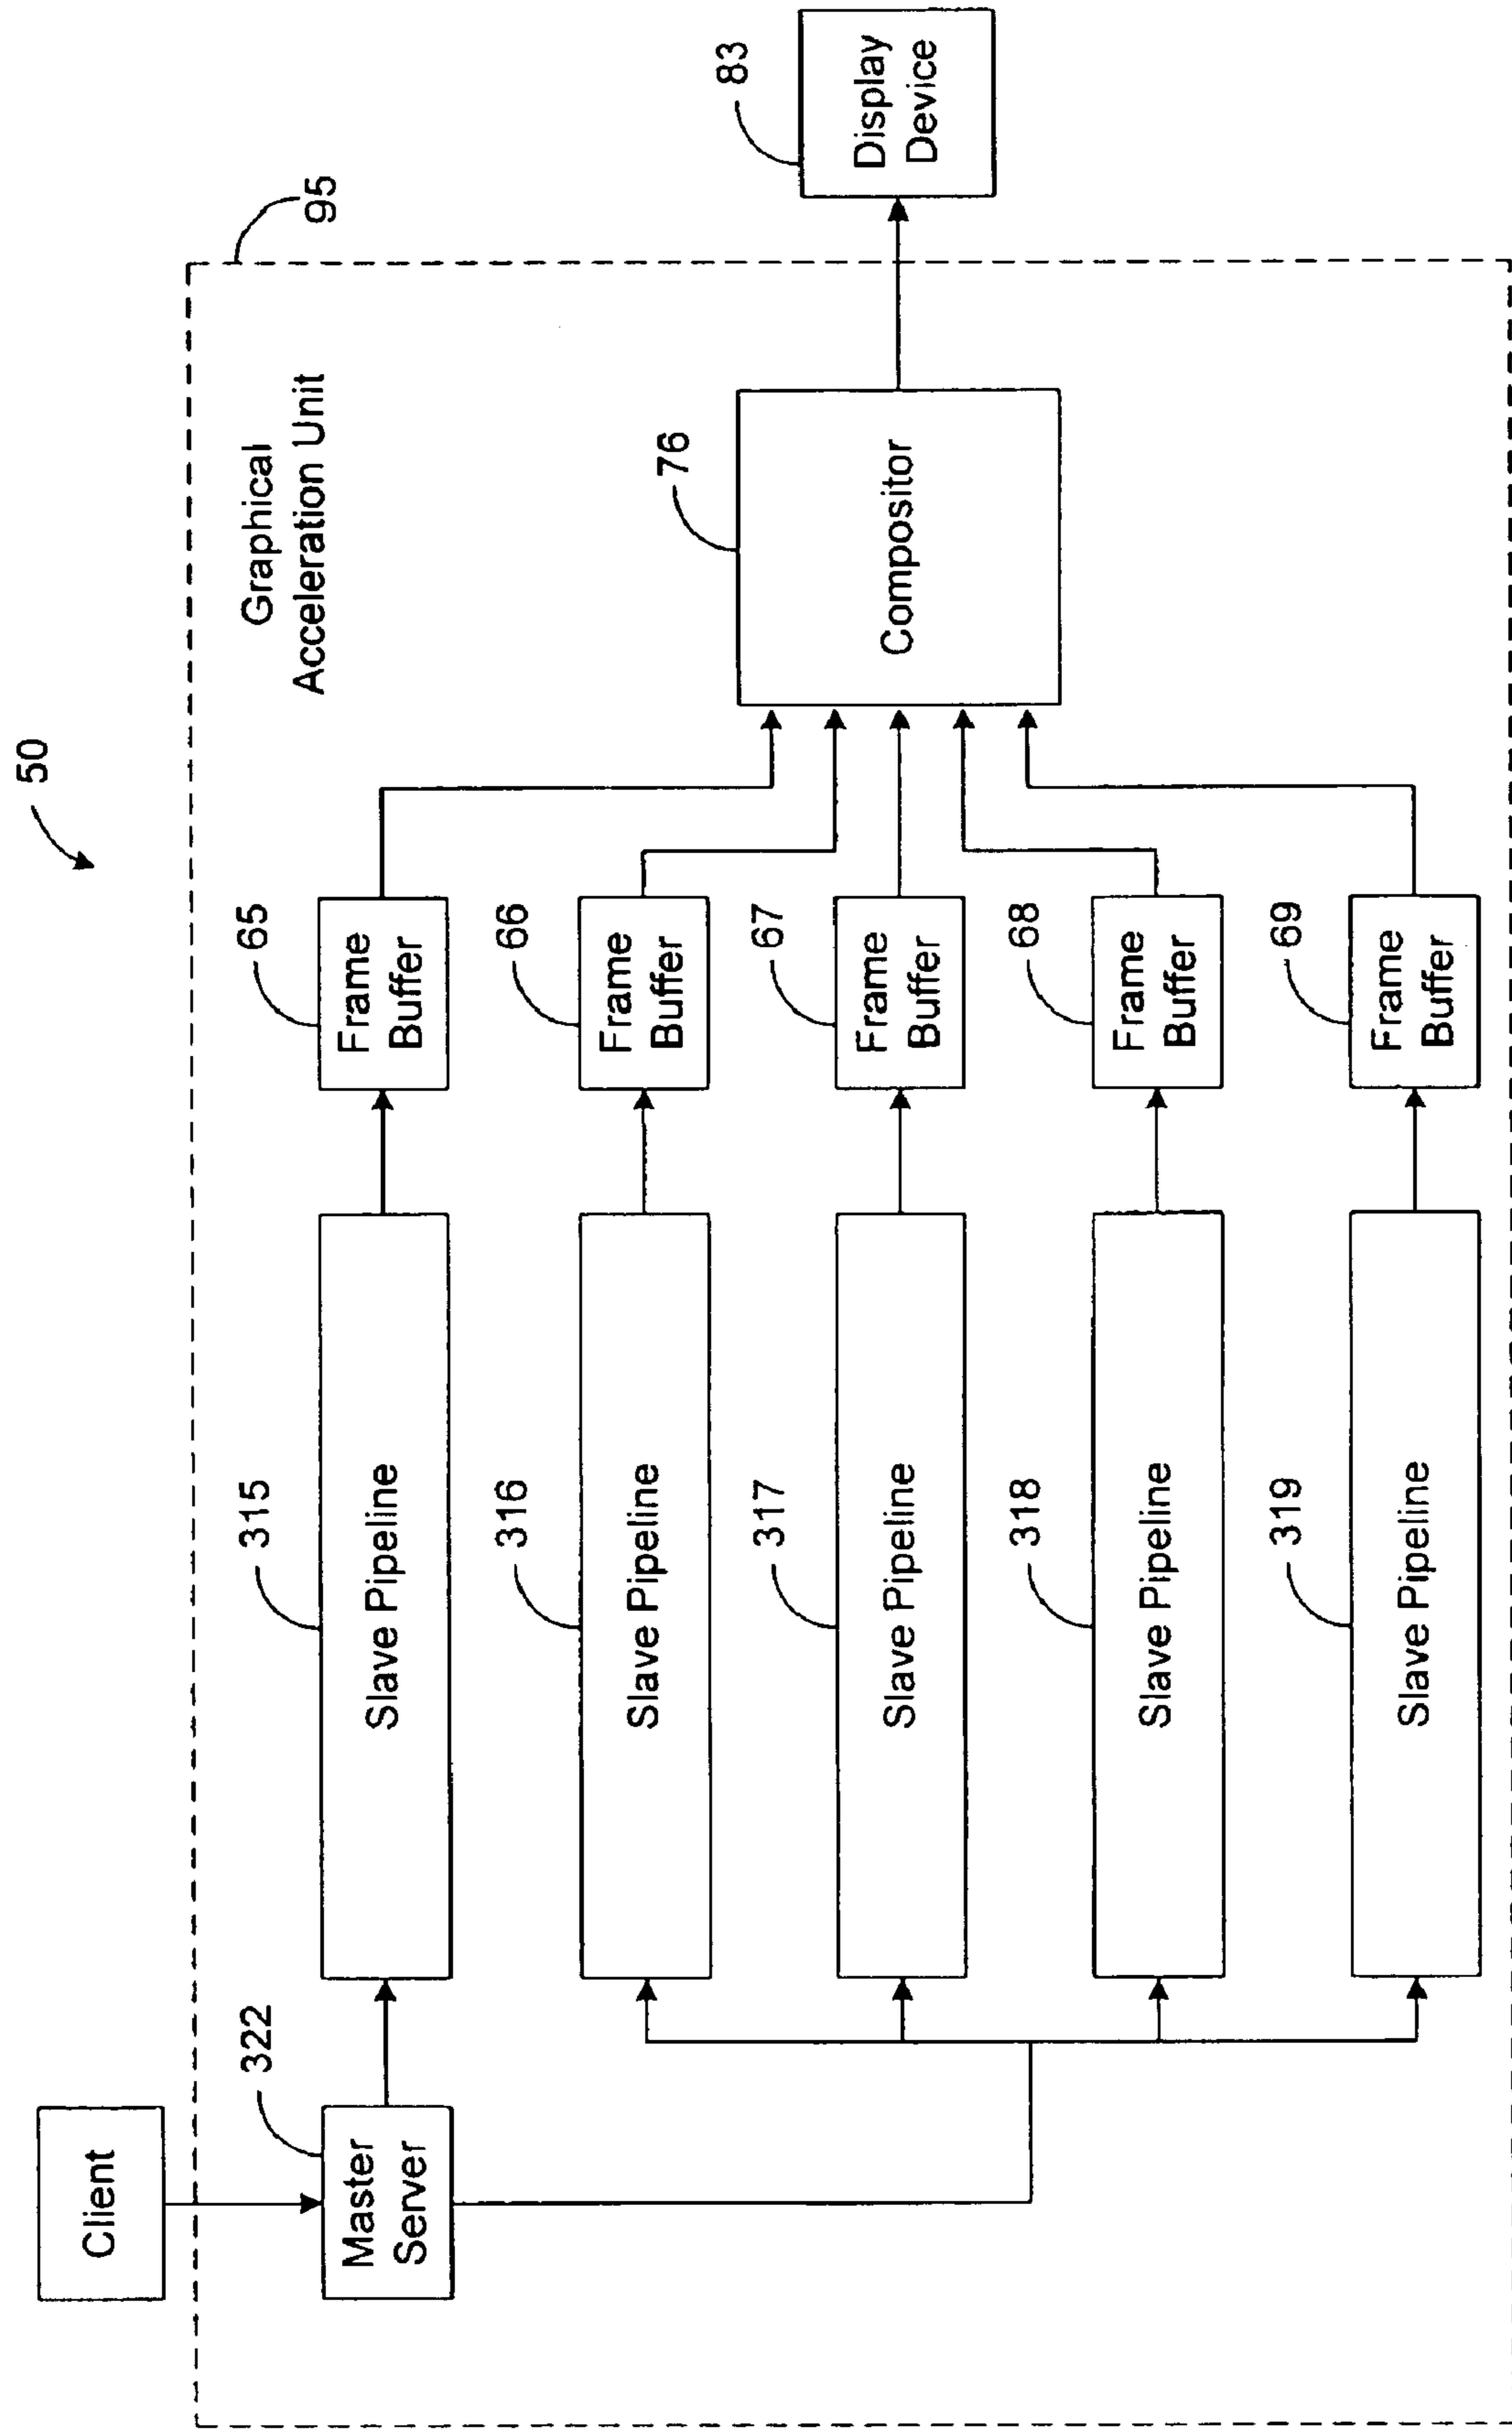 50
Client
322
Master
Server
Graphical
Acceleration Unit
95
315
Slave Pipeline
65
Frame
Buffer
316
Slave Pipeline
66
Frame
Buffer
317
Slave Pipeline
67
Frame
Buffer
318
Slave Pipeline
68
Frame
Buffer
319
Slave Pipeline
69
Frame
Buffer
76
Compositor
83
Display
Device